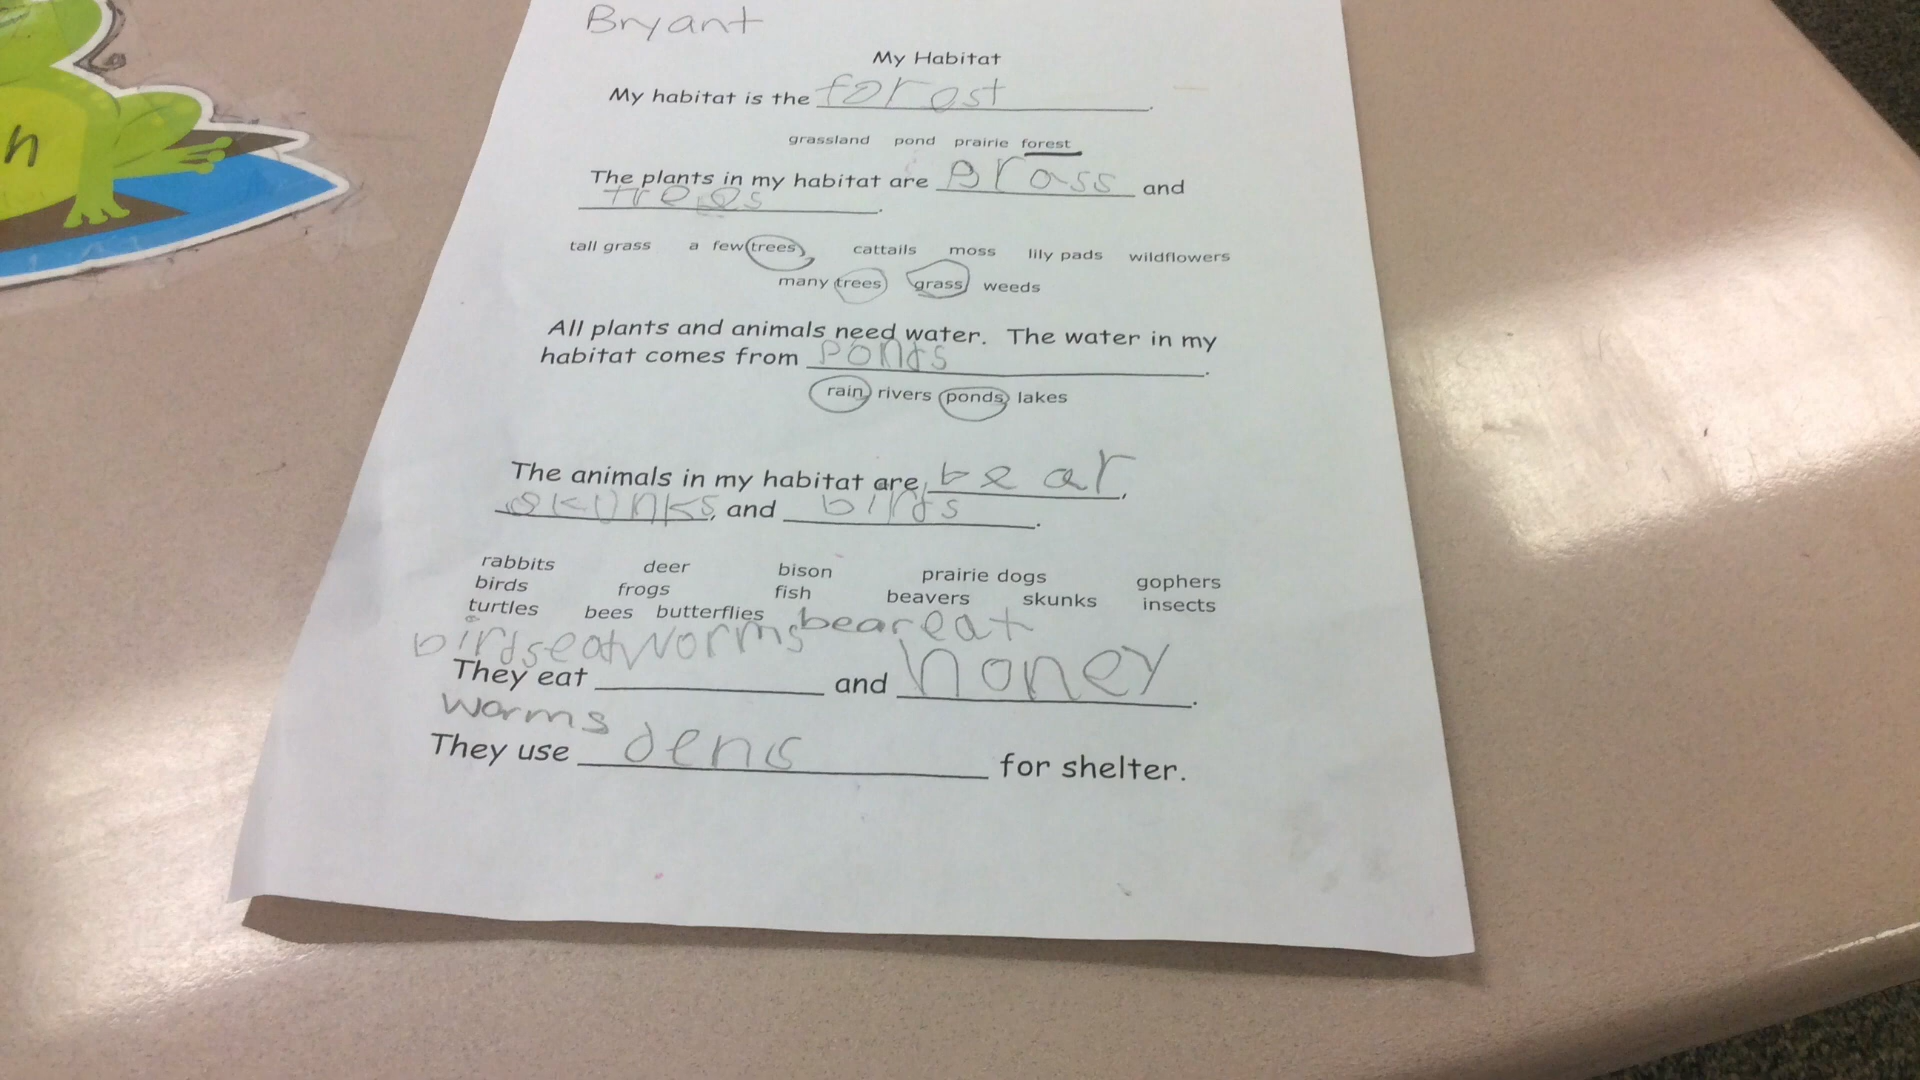 Bryant
My Habitat
My habitat is the forest.
grassland pond prairie forest
The plants in my habitat are grass and
trees.
tall grass a few trees cattails moss lily pads wildflowers
many trees grass weeds
All plants and animals need water. The water in my
habitat comes from ponds.
rain rivers ponds lakes
The animals in my habitat are bear,
skunks, and birds.
rabbits deer bison prairie dogs gophers
birds frogs fish beavers skunks insects
turtles bees butterflies
birds eat worms bear eat
They eat and honey.
worms
They use dens for shelter.
n